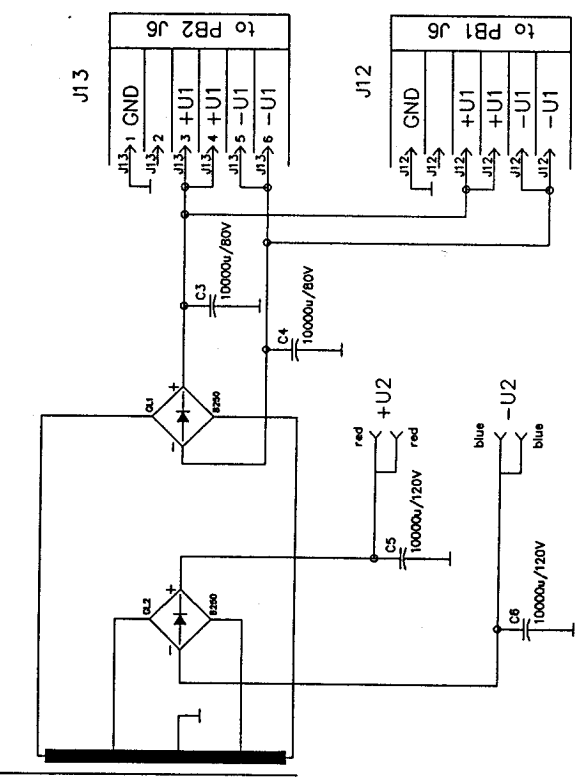 to PB2 J6
J13
J13 1 GND
J13 2
J13 3 +U1
J13 4 +U1
J13 5 -U1
J13 6 -U1
to PB1 J6
J12
J12 GND
J12
J12 +U1
J12 +U1
J12 -U1
J12 -U1
C3
10000u/80V
C4
10000u/80V
GL1
+
-
B250
GL2
+
-
B250
red
red
+U2
C5
10000u/120V
blue
blue
-U2
C6
10000u/120V